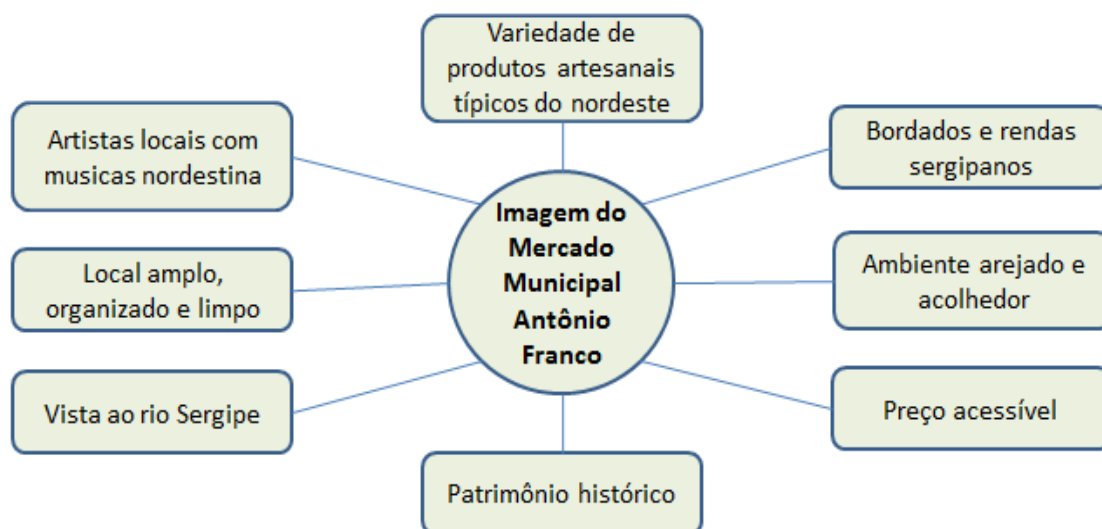 Variedade de
produtos artesanais
típicos do nordeste
Artistas locais com
musicas nordestina
Bordados e rendas
sergipanos
Imagem do
Mercado
Municipal
Antônio
Franco
Local amplo,
organizado e limpo
Ambiente arejado e
acolhedor
Vista ao rio Sergipe
Preço acessível
Patrimônio histórico